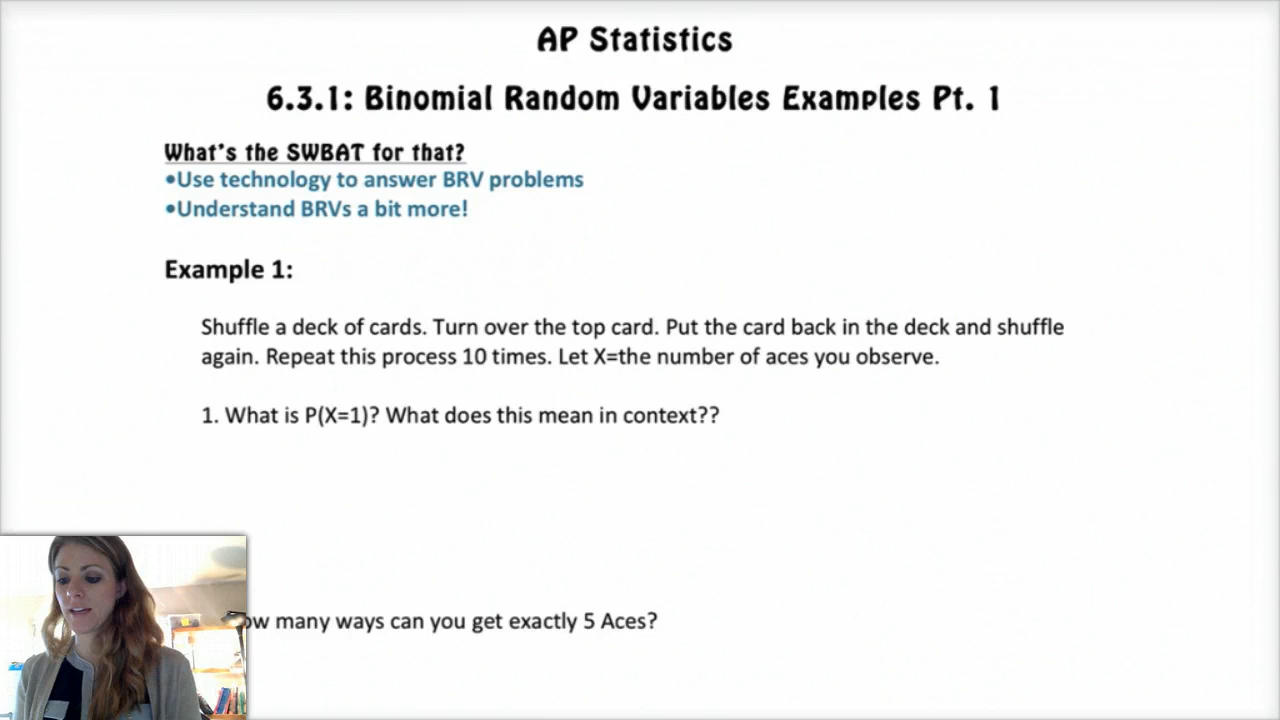 AP Statistics
6.3.1: Binomial Random Variables Examples Pt. 1
What's the SWBAT for that?
•Use technology to answer BRV problems
•Understand BRVs a bit more!
Example 1:
Shuffle a deck of cards. Turn over the top card. Put the card back in the deck and shuffle
again. Repeat this process 10 times. Let X=the number of aces you observe.
1. What is P(X=1)? What does this mean in context??
many ways can you get exactly 5 Aces?